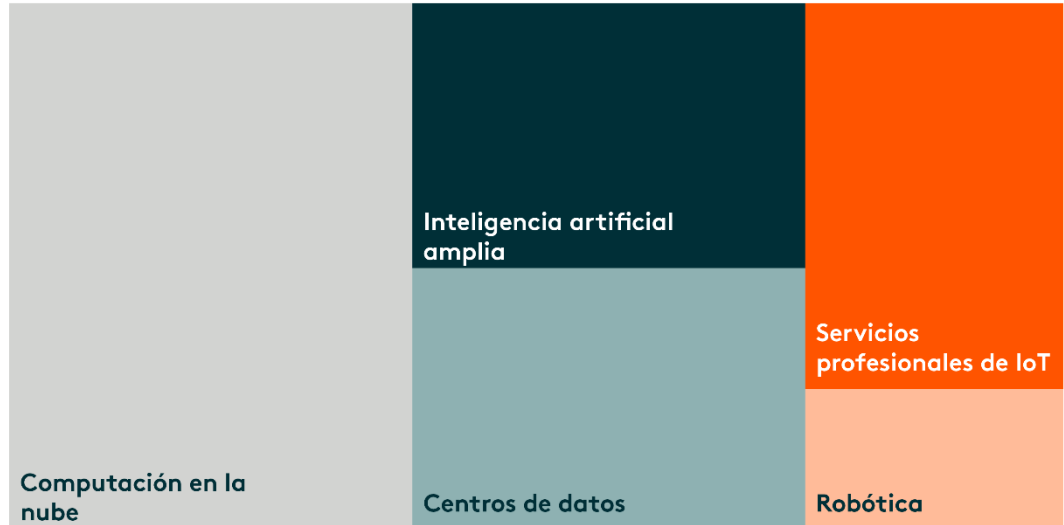 Inteligencia artificial
amplia
Servicios
profesionales de IoT
Computación en la
nube
Centros de datos
Robótica